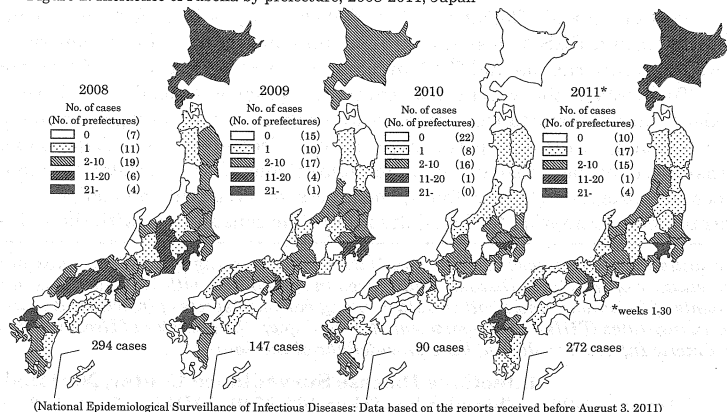 Figure 2. Incidence of rubella by prefecture, 2008-2011, Japan
2008
No. of cases
(No. of prefectures)
0 (7)
1 (11)
2-10 (19)
11-20 (6)
21- (4)
294 cases
2009
No. of cases
(No. of prefectures)
0 (15)
1 (10)
2-10 (17)
11-20 (4)
21- (1)
147 cases
2010
No. of cases
(No. of prefectures)
0 (22)
1 (8)
2-10 (16)
11-20 (1)
21- (0)
90 cases
2011*
No. of cases
(No. of prefectures)
0 (10)
1 (17)
2-10 (15)
11-20 (1)
21- (4)
*weeks 1-30
272 cases
(National Epidemiological Surveillance of Infectious Diseases: Data based on the reports received before August 3, 2011)